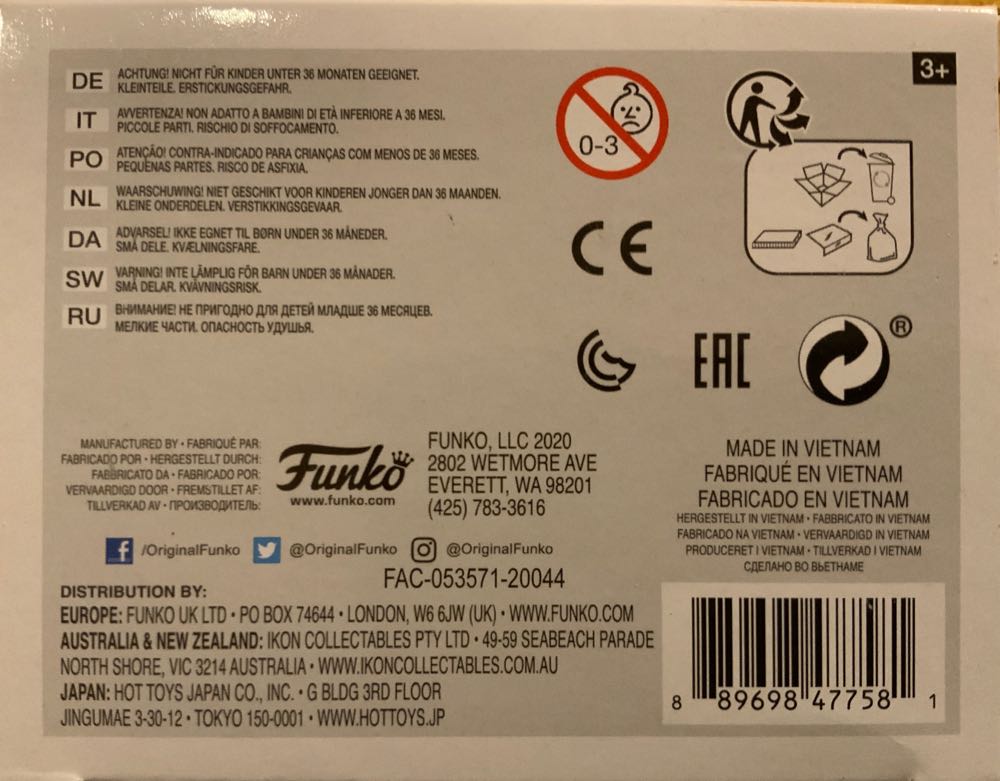 3+
DE ACHTUNG! NICHT FÜR KINDER UNTER 36 MONATEN GEEIGNET.
KLEINTEILE. ERSTICKUNGSGEFAHR.
IT AVVERTENZA! NON ADATTO A BAMBINI DI ETÀ INFERIORE A 36 MESI.
PICCOLE PARTI. RISCHIO DI SOFFOCAMENTO.
PO ATENÇÃO! CONTRA-INDICADO PARA CRIANÇAS COM MENOS DE 36 MESES.
PEQUENAS PARTES. RISCO DE ASFIXIA.
NL WAARSCHUWING! NIET GESCHIKT VOOR KINDEREN JONGER DAN 36 MAANDEN.
KLEINE ONDERDELEN. VERSTIKKINGSGEVAAR.
DA ADVARSEL! IKKE EGNET TIL BØRN UNDER 36 MÅNEDER.
SMÅ DELE. KVÆLNINGSFARE.
SW VARNING! INTE LÄMPLIG FÖR BARN UNDER 36 MÅNADER.
SMÅ DELAR. KVÄVNINGSRISK.
RU ВНИМАНИЕ! НЕ ПРИГОДНО ДЛЯ ДЕТЕЙ МЛАДШЕ 36 МЕСЯЦЕВ.
МЕЛКИЕ ЧАСТИ. ОПАСНОСТЬ УДУШЬЯ.
0-3
CE
EAC
®
MANUFACTURED BY • FABRIQUÉ PAR:
FABRICADO POR • HERGESTELLT DURCH:
FABBRICATO DA • FABRICADO POR:
VERVAARDIGD DOOR • FREMSTILLET AF:
TILLVERKAD AV • ПРОИЗВОДИТЕЛЬ:
Funko
www.funko.com
FUNKO, LLC 2020
2802 WETMORE AVE
EVERETT, WA 98201
(425) 783-3616
MADE IN VIETNAM
FABRIQUÉ EN VIETNAM
FABRICADO EN VIETNAM
HERGESTELLT IN VIETNAM • FABBRICATO IN VIETNAM
FABRICADO NA VIETNAM • VERVAARDIGD IN VIETNAM
PRODUCERET I VIETNAM • TILLVERKAD I VIETNAM
СДЕЛАНО ВО ВЬЕТНАМЕ
f /OriginalFunko @OriginalFunko @OriginalFunko
FAC-053571-20044
DISTRIBUTION BY:
EUROPE: FUNKO UK LTD • PO BOX 74644 • LONDON, W6 6JW (UK) • WWW.FUNKO.COM
AUSTRALIA & NEW ZEALAND: IKON COLLECTABLES PTY LTD • 49-59 SEABEACH PARADE
NORTH SHORE, VIC 3214 AUSTRALIA • WWW.IKONCOLLECTABLES.COM.AU
JAPAN: HOT TOYS JAPAN CO., INC. • G BLDG 3RD FLOOR
JINGUMAE 3-30-12 • TOKYO 150-0001 • WWW.HOTTOYS.JP
8 89698 47758 1